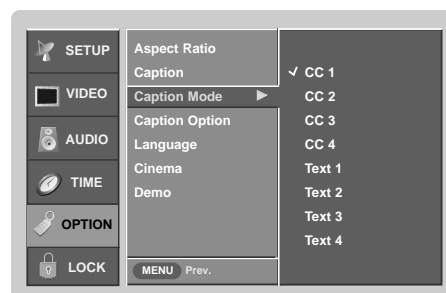 SETUP
VIDEO
AUDIO
TIME
OPTION
LOCK
Aspect Ratio
Caption
Caption Mode
Caption Option
Language
Cinema
Demo
MENU Prev.
CC 1
CC 2
CC 3
CC 4
Text 1
Text 2
Text 3
Text 4